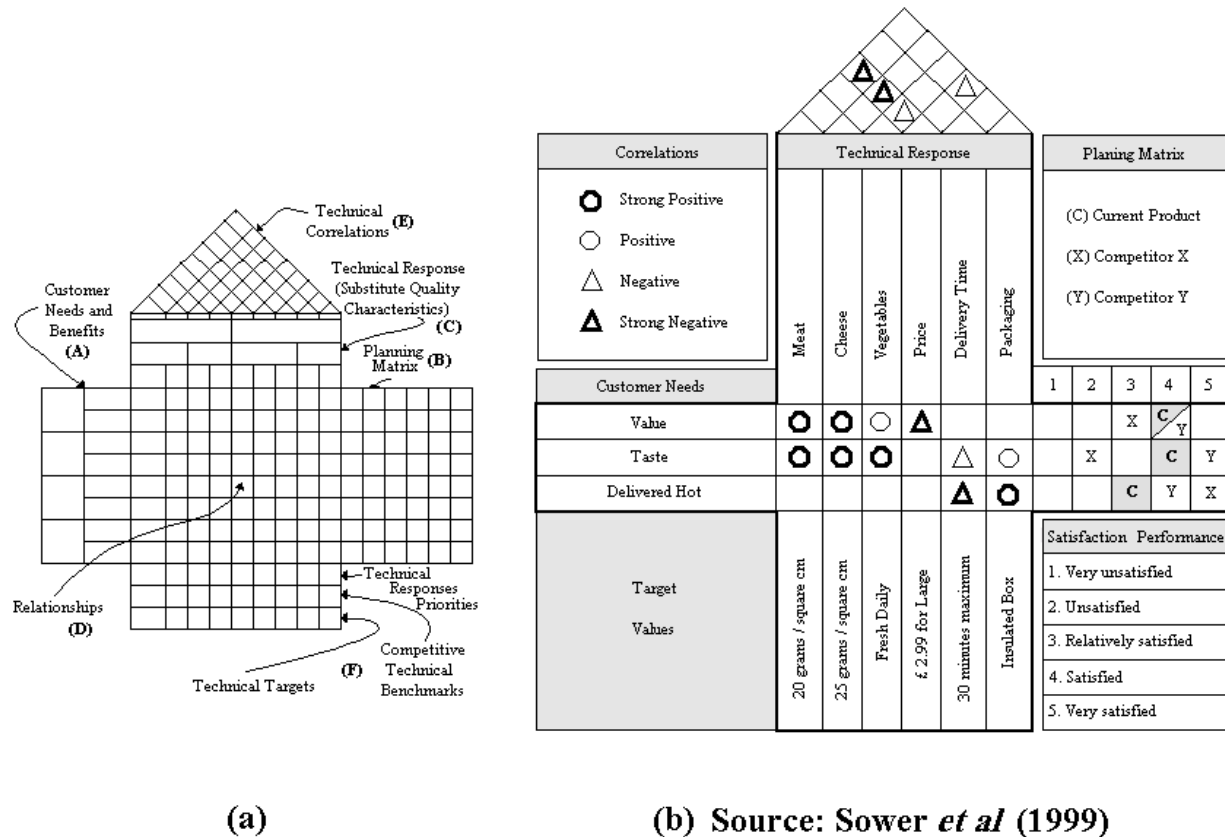 Technical
Correlations (E)
Customer
Needs and
Benefits
(A)
Technical Response
(Substitute Quality
Characteristics)
(C)
Planning
Matrix (B)
Relationships
(D)
Technical
Responses
Priorities
Competitive
Technical
Benchmarks
(F)
Technical Targets
(a)
Correlations
Strong Positive
Positive
Negative
Strong Negative
Technical Response
Meat
Cheese
Vegetables
Price
Delivery Time
Packaging
Planing Matrix
(C) Current Product
(X) Competitor X
(Y) Competitor Y
Customer Needs
1 2 3 4 5
Value
X C Y
Taste
X C Y
Delivered Hot
C Y X
Target
Values
20 grams / square cm
25 grams / square cm
Fresh Daily
£ 2.99 for Large
30 minutes maximum
Insulated Box
Satisfaction Performance
1. Very unsatisfied
2. Unsatisfied
3. Relatively satisfied
4. Satisfied
5. Very satisfied
(b) Source: Sower et al (1999)